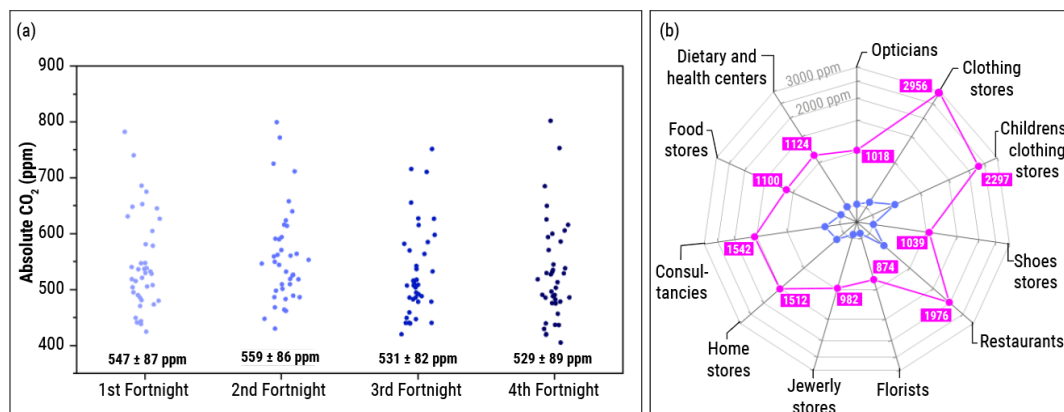 (a)
Absolute CO₂ (ppm)
900
800
700
600
500
400
547 ± 87 ppm
559 ± 86 ppm
531 ± 82 ppm
529 ± 89 ppm
1st Fortnight
2nd Fortnight
3rd Fortnight
4th Fortnight
(b)
Opticians
Clothing
stores
Childrens
clothing
stores
Shoes
stores
Restaurants
Florists
Jewerly
stores
Home
stores
Consul-
tancies
Food
stores
Dietary and
health centers
3000 ppm
2000 ppm
1018
2956
2297
1039
1976
874
982
1512
1542
1100
1124